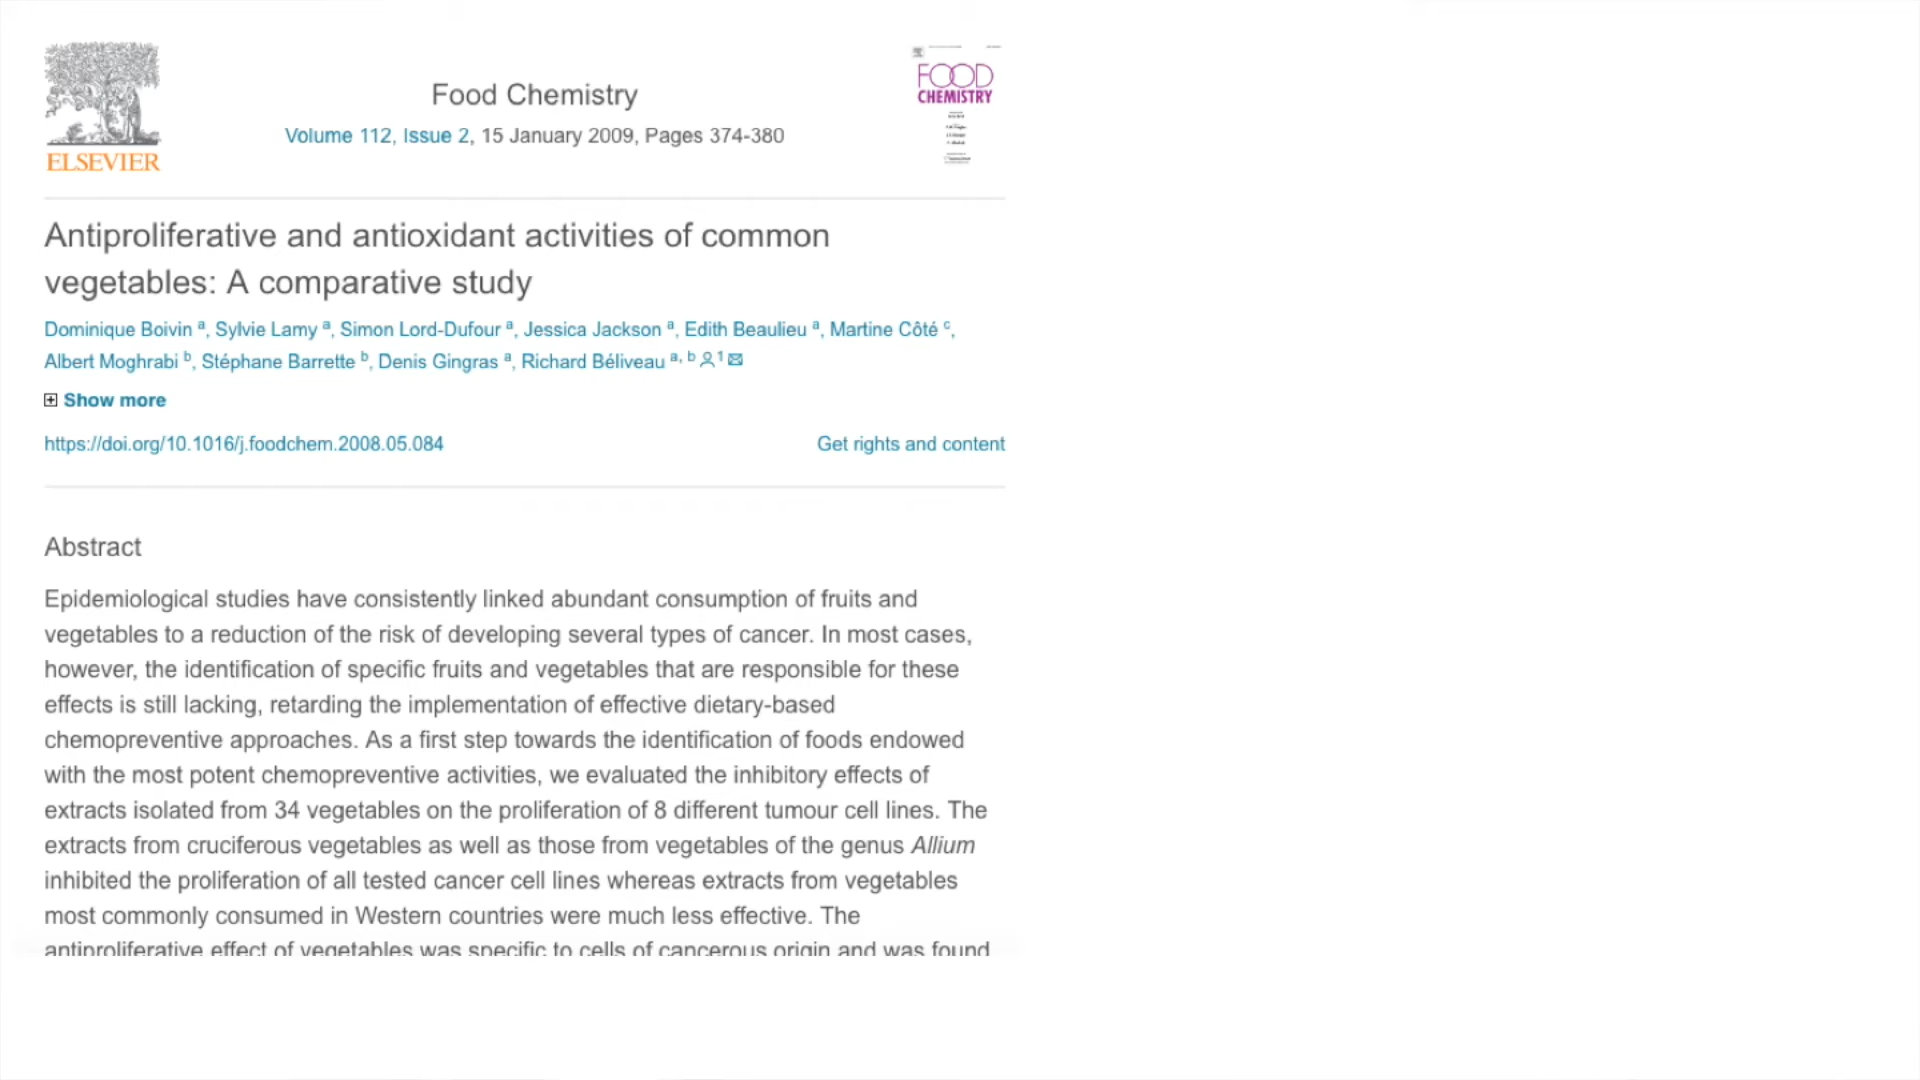 Food Chemistry
Volume 112, Issue 2, 15 January 2009, Pages 374-380
FOOD
CHEMISTRY
ELSEVIER
Antiproliferative and antioxidant activities of common
vegetables: A comparative study
Dominique Boivin a, Sylvie Lamy a, Simon Lord-Dufour a, Jessica Jackson a, Edith Beaulieu a, Martine Côté c,
Albert Moghrabi b, Stéphane Barrette b, Denis Gingras a, Richard Béliveau a, b 1
Show more
https://doi.org/10.1016/j.foodchem.2008.05.084
Get rights and content
Abstract
Epidemiological studies have consistently linked abundant consumption of fruits and
vegetables to a reduction of the risk of developing several types of cancer. In most cases,
however, the identification of specific fruits and vegetables that are responsible for these
effects is still lacking, retarding the implementation of effective dietary-based
chemopreventive approaches. As a first step towards the identification of foods endowed
with the most potent chemopreventive activities, we evaluated the inhibitory effects of
extracts isolated from 34 vegetables on the proliferation of 8 different tumour cell lines. The
extracts from cruciferous vegetables as well as those from vegetables of the genus Allium
inhibited the proliferation of all tested cancer cell lines whereas extracts from vegetables
most commonly consumed in Western countries were much less effective. The
antiproliferative effect of vegetables was specific to cells of cancerous origin and was found